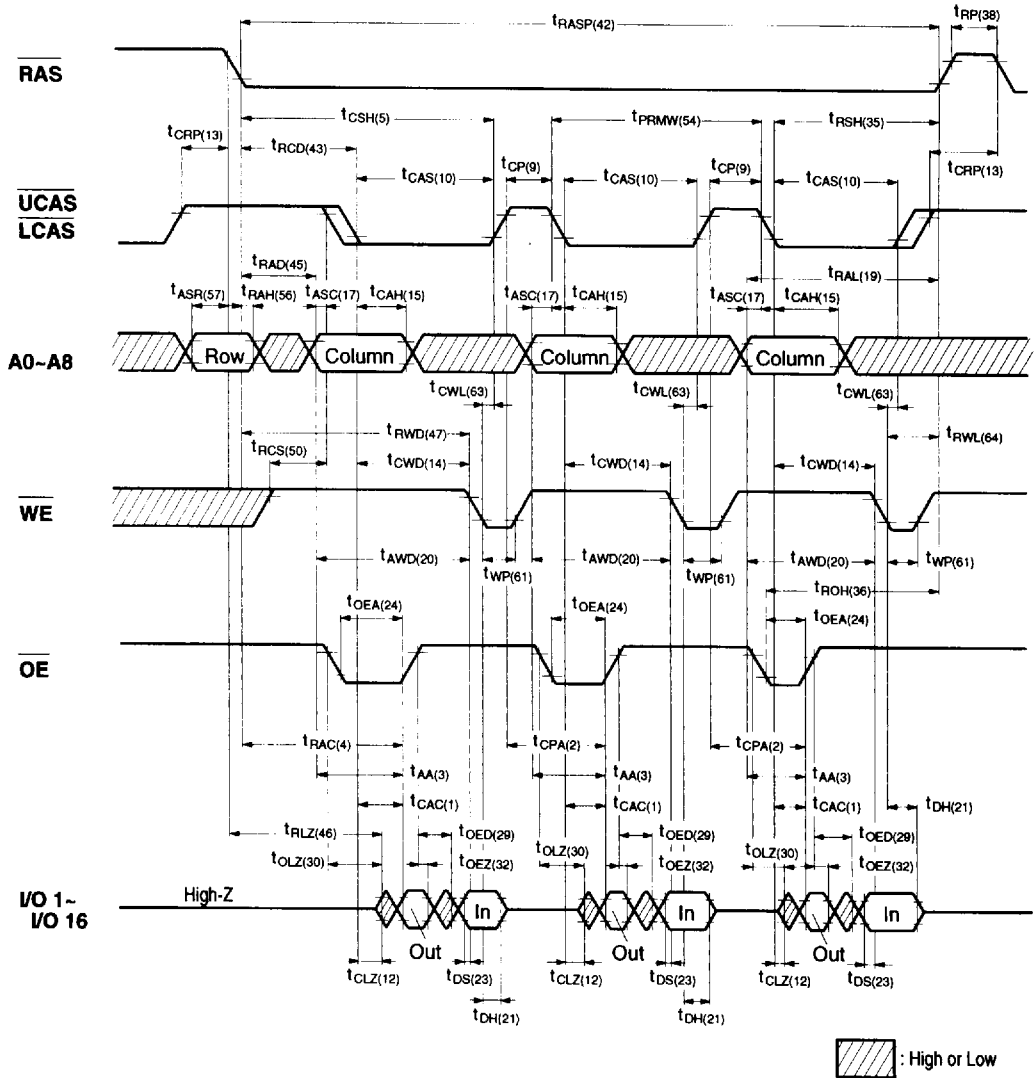 tRASP(42) tRP(38)
RAS
tCSH(5) tPRMW(54) tRSH(35)
tCRP(13) tRCD(43)
tCAS(10) tCP(9) tCAS(10) tCP(9) tCAS(10) tCRP(13)
UCAS
LCAS
tRAD(45) tRAL(19)
tASR(57) tRAH(56) tASC(17) tCAH(15) tASC(17) tCAH(15) tASC(17) tCAH(15)
A0~A8 Row Column Column Column
tCWL(63) tCWL(63) tCWL(63)
tRWD(47) tRWL(64)
tRCS(50) tCWD(14) tCWD(14) tCWD(14)
WE
tAWD(20) tWP(61) tAWD(20) tWP(61) tAWD(20) tWP(61)
tROH(36)
tOEA(24) tOEA(24) tOEA(24)
OE
tRAC(4) tCPA(2) tCPA(2)
tAA(3) tAA(3) tAA(3)
tCAC(1) tCAC(1) tCAC(1) tDH(21)
tRLZ(46) tOED(29) tOED(29) tOED(29)
tOLZ(30) tOEZ(32) tOLZ(30) tOEZ(32) tOLZ(30) tOEZ(32)
I/O 1~
I/O 16
High-Z In In In
Out Out Out
tCLZ(12) tDS(23) tCLZ(12) tDS(23) tCLZ(12) tDS(23)
tDH(21) tDH(21)
: High or Low